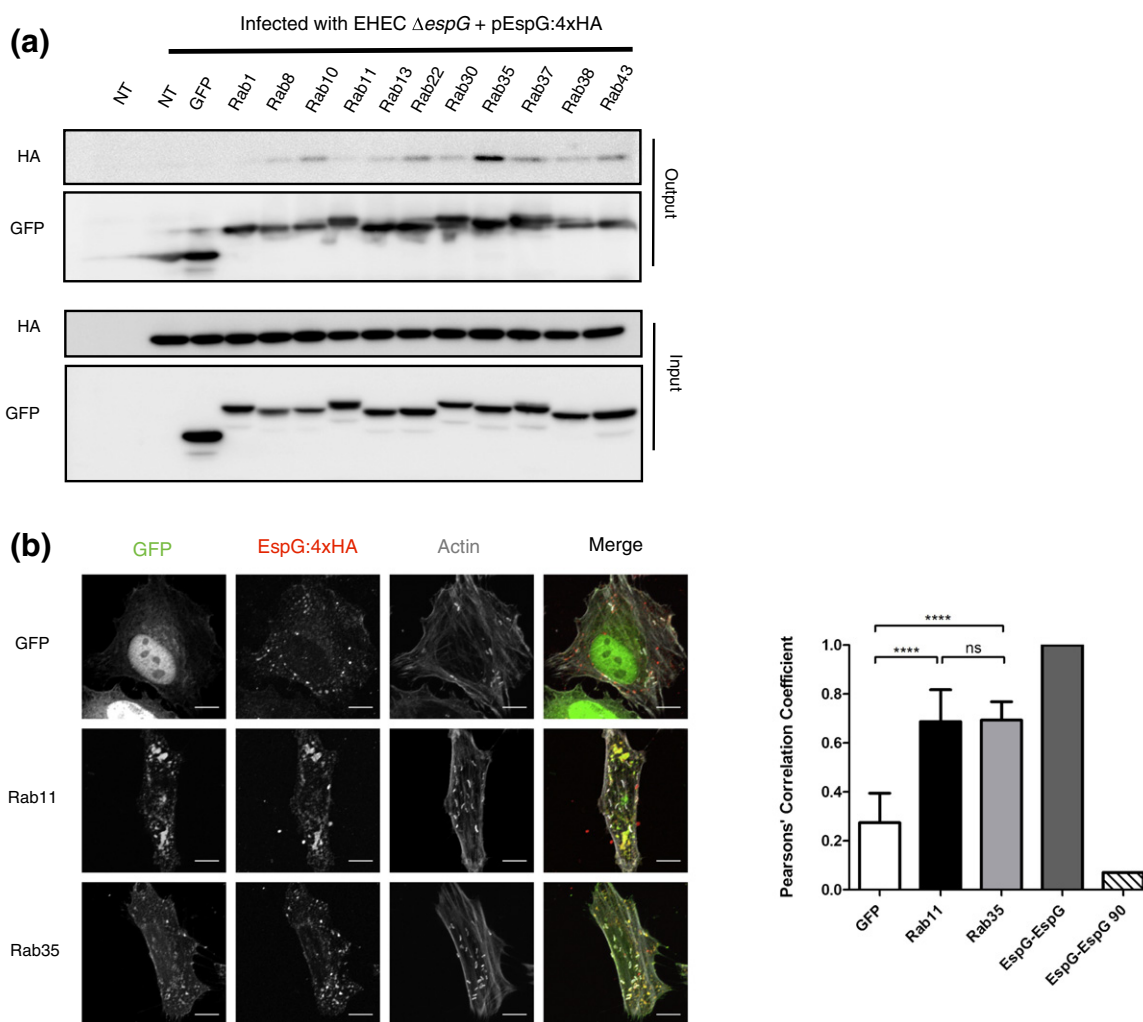 (a)
Infected with EHEC ΔespG + pEspG:4xHA
NT NT GFP Rab1 Rab8 Rab10 Rab11 Rab13 Rab22 Rab30 Rab35 Rab37 Rab38 Rab43
HA
GFP
Output
HA
GFP
Input
(b)
GFP EspG:4xHA Actin Merge
GFP
Rab11
Rab35
Pearsons' Correlation Coefficient
1.0
0.8
0.6
0.4
0.2
0.0
****
**** ns
GFP Rab11 Rab35 EspG-EspG EspG-EspG 90